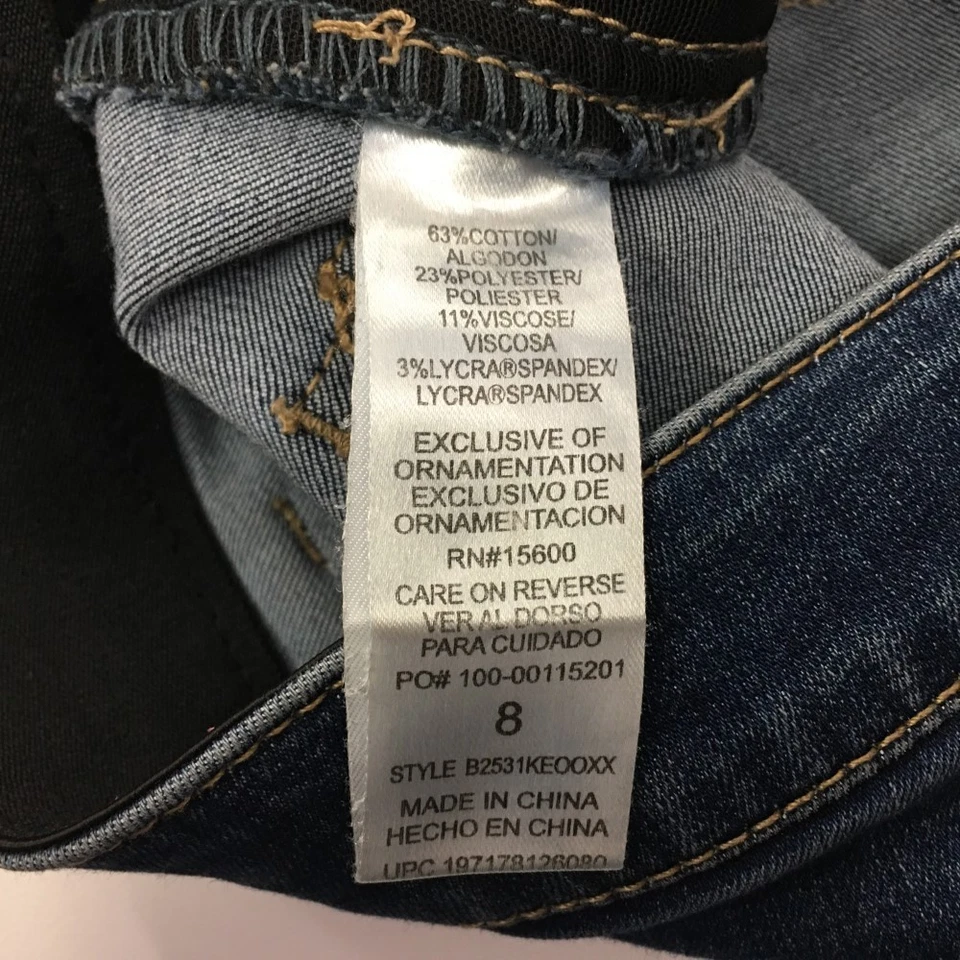 63%COTTON/
ALGODON
23%POLYESTER/
POLIESTER
11%VISCOSE/
VISCOSA
3%LYCRA®SPANDEX/
LYCRA®SPANDEX
EXCLUSIVE OF
ORNAMENTATION
EXCLUSIVO DE
ORNAMENTACION
RN#15600
CARE ON REVERSE
VER AL DORSO
PARA CUIDADO
PO# 100-00115201
8
STYLE B2531KEOOXX
MADE IN CHINA
HECHO EN CHINA
UPC 197178126080